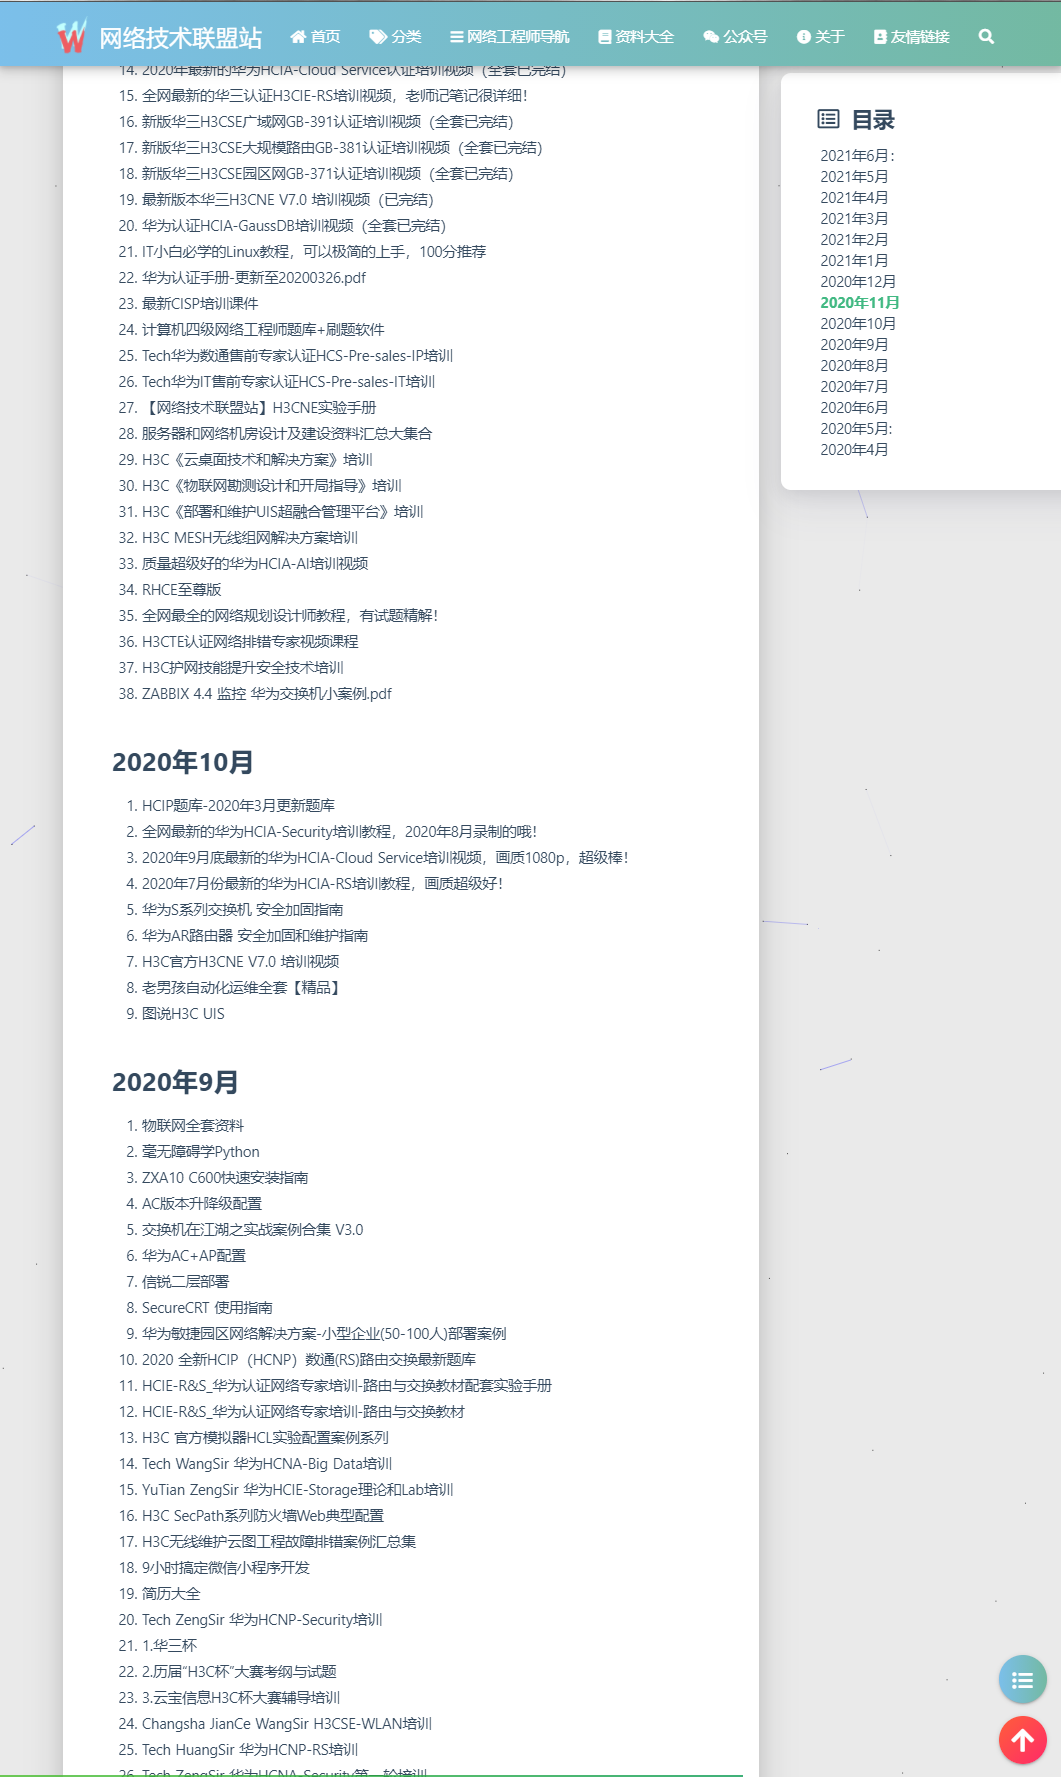 网络技术联盟站 首页 分类 网络工程师导航 资料大全 公众号 关于 友情链接
14. 2020年最新的华为HCIA-Cloud Service认证培训视频（全套已完结）
15. 全网最新的华三认证H3CIE-RS培训视频，老师记笔记很详细！
16. 新版华三H3CSE广域网GB-391认证培训视频（全套已完结）
17. 新版华三H3CSE大规模路由GB-381认证培训视频（全套已完结）
18. 新版华三H3CSE园区网GB-371认证培训视频（全套已完结）
19. 最新版本华三H3CNE V7.0 培训视频（已完结）
20. 华为认证HCIA-GaussDB培训视频（全套已完结）
21. IT小白必学的Linux教程，可以极简的上手，100分推荐
22. 华为认证手册-更新至20200326.pdf
23. 最新CISP培训课件
24. 计算机四级网络工程师题库+刷题软件
25. Tech华为数通售前专家认证HCS-Pre-sales-IP培训
26. Tech华为IT售前专家认证HCS-Pre-sales-IT培训
27. 【网络技术联盟站】H3CNE实验手册
28. 服务器和网络机房设计及建设资料汇总大集合
29. H3C《云桌面技术和解决方案》培训
30. H3C《物联网勘测设计和开局指导》培训
31. H3C《部署和维护UIS超融合管理平台》培训
32. H3C MESH无线组网解决方案培训
33. 质量超级好的华为HCIA-AI培训视频
34. RHCE至尊版
35. 全网最全的网络规划设计师教程，有试题精解！
36. H3CTE认证网络排错专家视频课程
37. H3C护网技能提升安全技术培训
38. ZABBIX 4.4 监控 华为交换机小案例.pdf
2020年10月
1. HCIP题库-2020年3月更新题库
2. 全网最新的华为HCIA-Security培训教程，2020年8月录制的哦！
3. 2020年9月底最新的华为HCIA-Cloud Service培训视频，画质1080p，超级棒！
4. 2020年7月份最新的华为HCIA-RS培训教程，画质超级好！
5. 华为S系列交换机 安全加固指南
6. 华为AR路由器 安全加固和维护指南
7. H3C官方H3CNE V7.0 培训视频
8. 老男孩自动化运维全套【精品】
9. 图说H3C UIS
2020年9月
1. 物联网全套资料
2. 毫无障碍学Python
3. ZXA10 C600快速安装指南
4. AC版本升降级配置
5. 交换机在江湖之实战案例合集 V3.0
6. 华为AC+AP配置
7. 信锐二层部署
8. SecureCRT 使用指南
9. 华为敏捷园区网络解决方案-小型企业(50-100人)部署案例
10. 2020 全新HCIP（HCNP）数通(RS)路由交换最新题库
11. HCIE-R&S_华为认证网络专家培训-路由与交换教材配套实验手册
12. HCIE-R&S_华为认证网络专家培训-路由与交换教材
13. H3C 官方模拟器HCL实验配置案例系列
14. Tech WangSir 华为HCNA-Big Data培训
15. YuTian ZengSir 华为HCIE-Storage理论和Lab培训
16. H3C SecPath系列防火墙Web典型配置
17. H3C无线维护云图工程故障排错案例汇总集
18. 9小时搞定微信小程序开发
19. 简历大全
20. Tech ZengSir 华为HCNP-Security培训
21. 1.华三杯
22. 2.历届“H3C杯”大赛考纲与试题
23. 3.云宝信息H3C杯大赛辅导培训
24. Changsha JianCe WangSir H3CSE-WLAN培训
25. Tech HuangSir 华为HCNP-RS培训
26. Tech ZengSir 华为HCNA-Security第一轮培训
目录
2021年6月：
2021年5月
2021年4月
2021年3月
2021年2月
2021年1月
2020年12月
2020年11月
2020年10月
2020年9月
2020年8月
2020年7月
2020年6月
2020年5月:
2020年4月